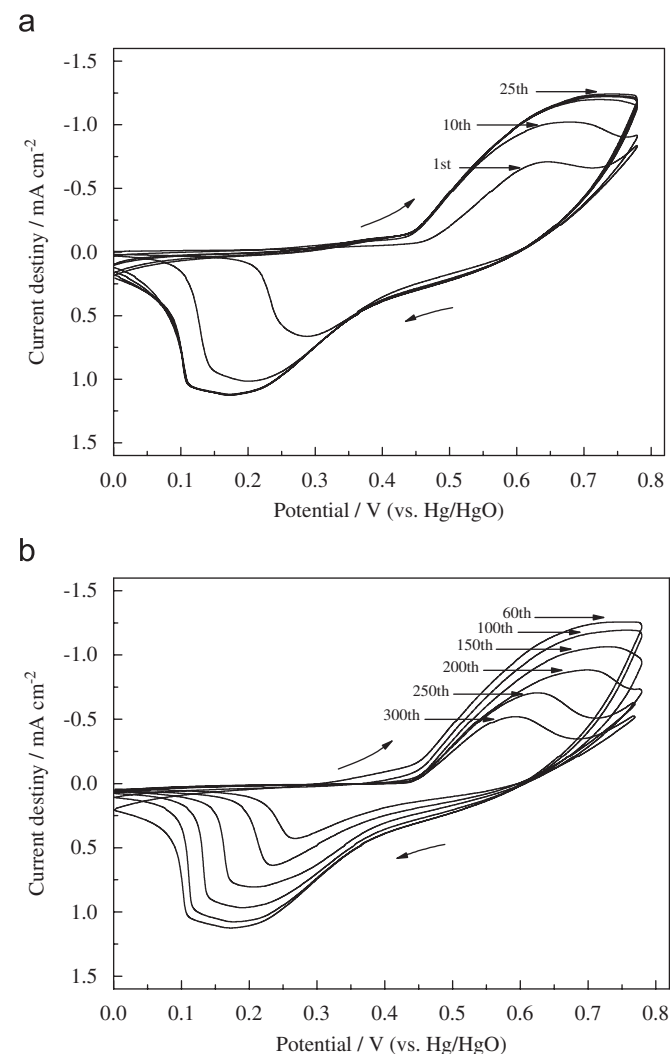 a
-1.5
-1.0
-0.5
0.0
0.5
1.0
1.5
Current destiny / mA cm-2
25th
10th
1st
0.0 0.1 0.2 0.3 0.4 0.5 0.6 0.7 0.8
Potential / V (vs. Hg/HgO)
b
-1.5
-1.0
-0.5
0.0
0.5
1.0
1.5
Current destiny / mA cm-2
60th
100th
150th
200th
250th
300th
0.0 0.1 0.2 0.3 0.4 0.5 0.6 0.7 0.8
Potential / V (vs. Hg/HgO)